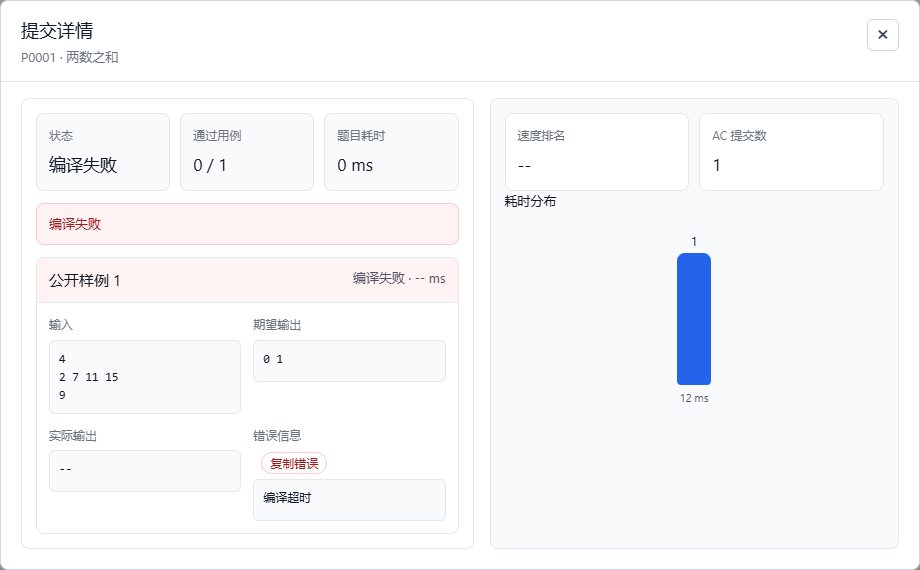 提交详情
P0001 · 两数之和
×
状态
编译失败
通过用例
0 / 1
题目耗时
0 ms
编译失败
公开样例 1
编译失败 · -- ms
输入
4
2 7 11 15
9
期望输出
0 1
实际输出
--
错误信息
复制错误
编译超时
速度排名
--
AC 提交数
1
耗时分布
1
12 ms